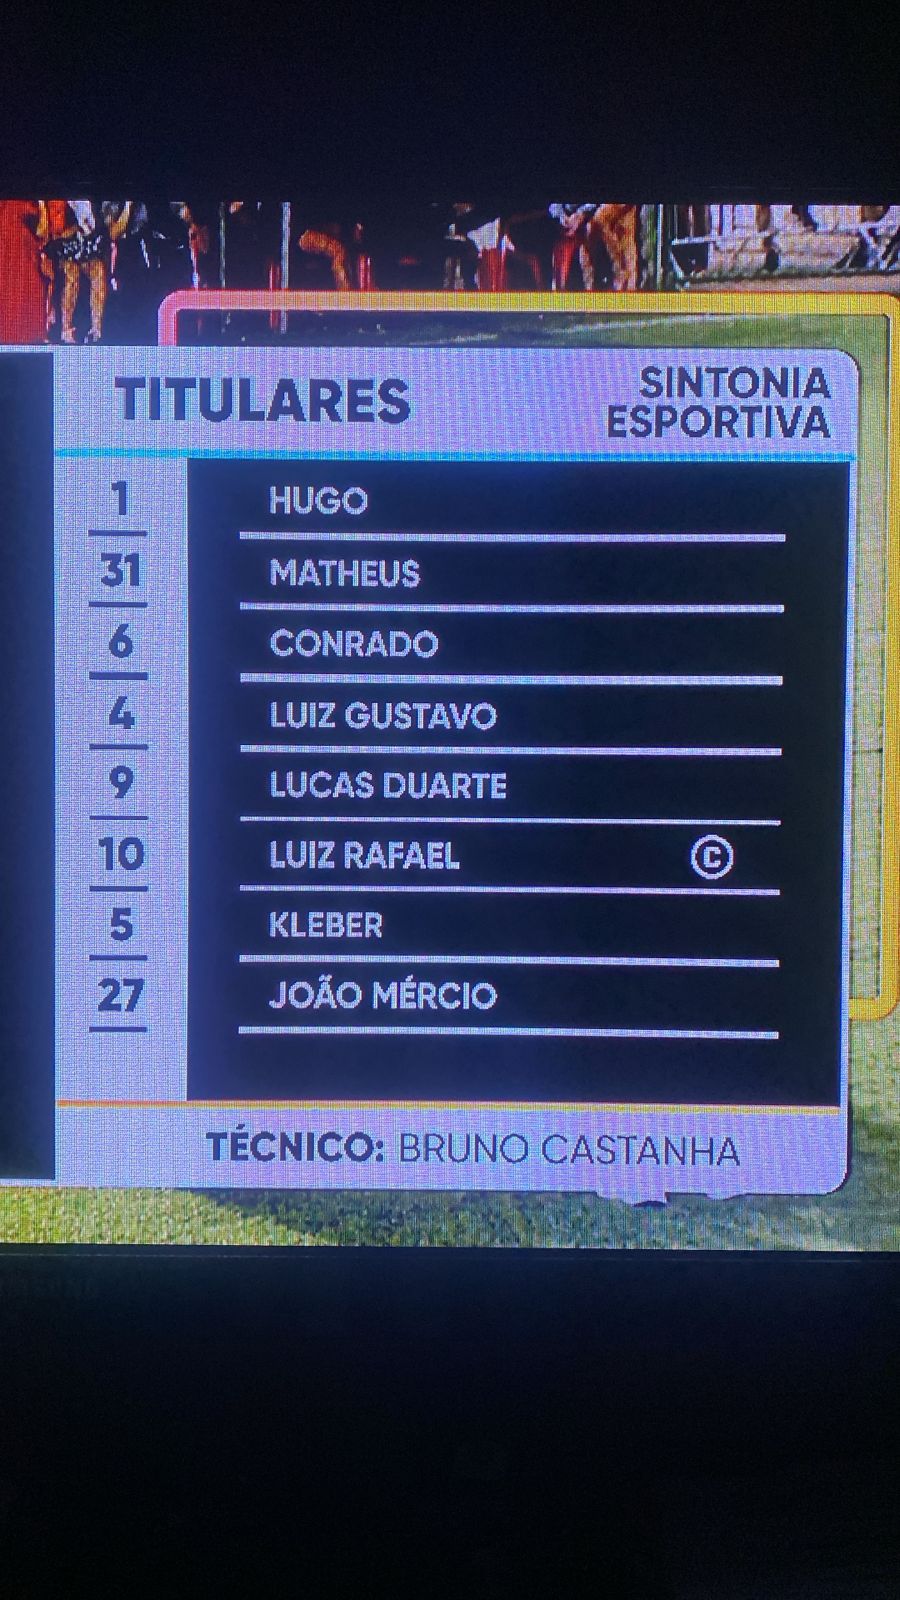 TITULARES
SINTONIA
ESPORTIVA
1 HUGO
31 MATHEUS
6 CONRADO
4 LUIZ GUSTAVO
9 LUCAS DUARTE
10 LUIZ RAFAEL C
5 KLEBER
27 JOÃO MÉRCIO
TÉCNICO: BRUNO CASTANHA